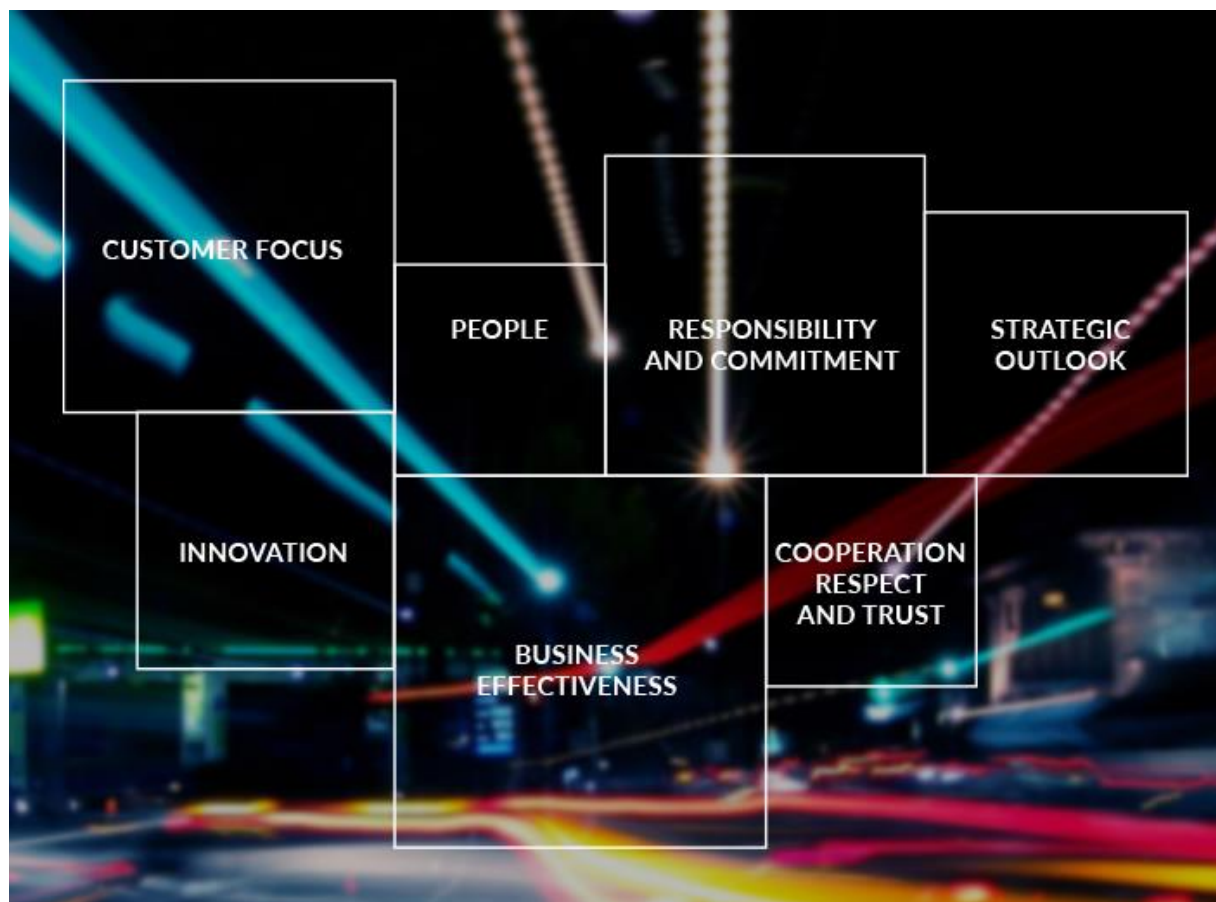 CUSTOMER FOCUS
PEOPLE
RESPONSIBILITY
AND COMMITMENT
STRATEGIC
OUTLOOK
INNOVATION
BUSINESS
EFFECTIVENESS
COOPERATION
RESPECT
AND TRUST